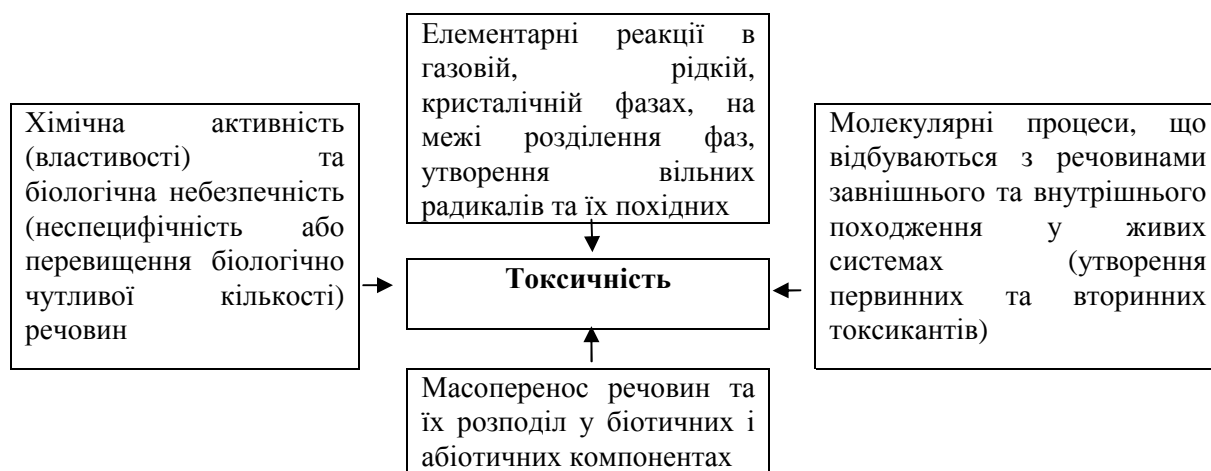 Елементарні реакції в
газовій, рідкій,
кристалічній фазах, на
межі розділення фаз,
утворення вільних
радикалів та їх похідних
Хімічна активність
(властивості) та
біологічна небезпечність
(неспецифічність або
перевищення біологічно
чутливої кількості)
речовин
Токсичність
Молекулярні процеси, що
відбуваються з речовинами
завнішнього та внутрішнього
походження у живих
системах (утворення
первинних та вторинних
токсикантів)
Масоперенос речовин та
їх розподіл у біотичних і
абіотичних компонентах